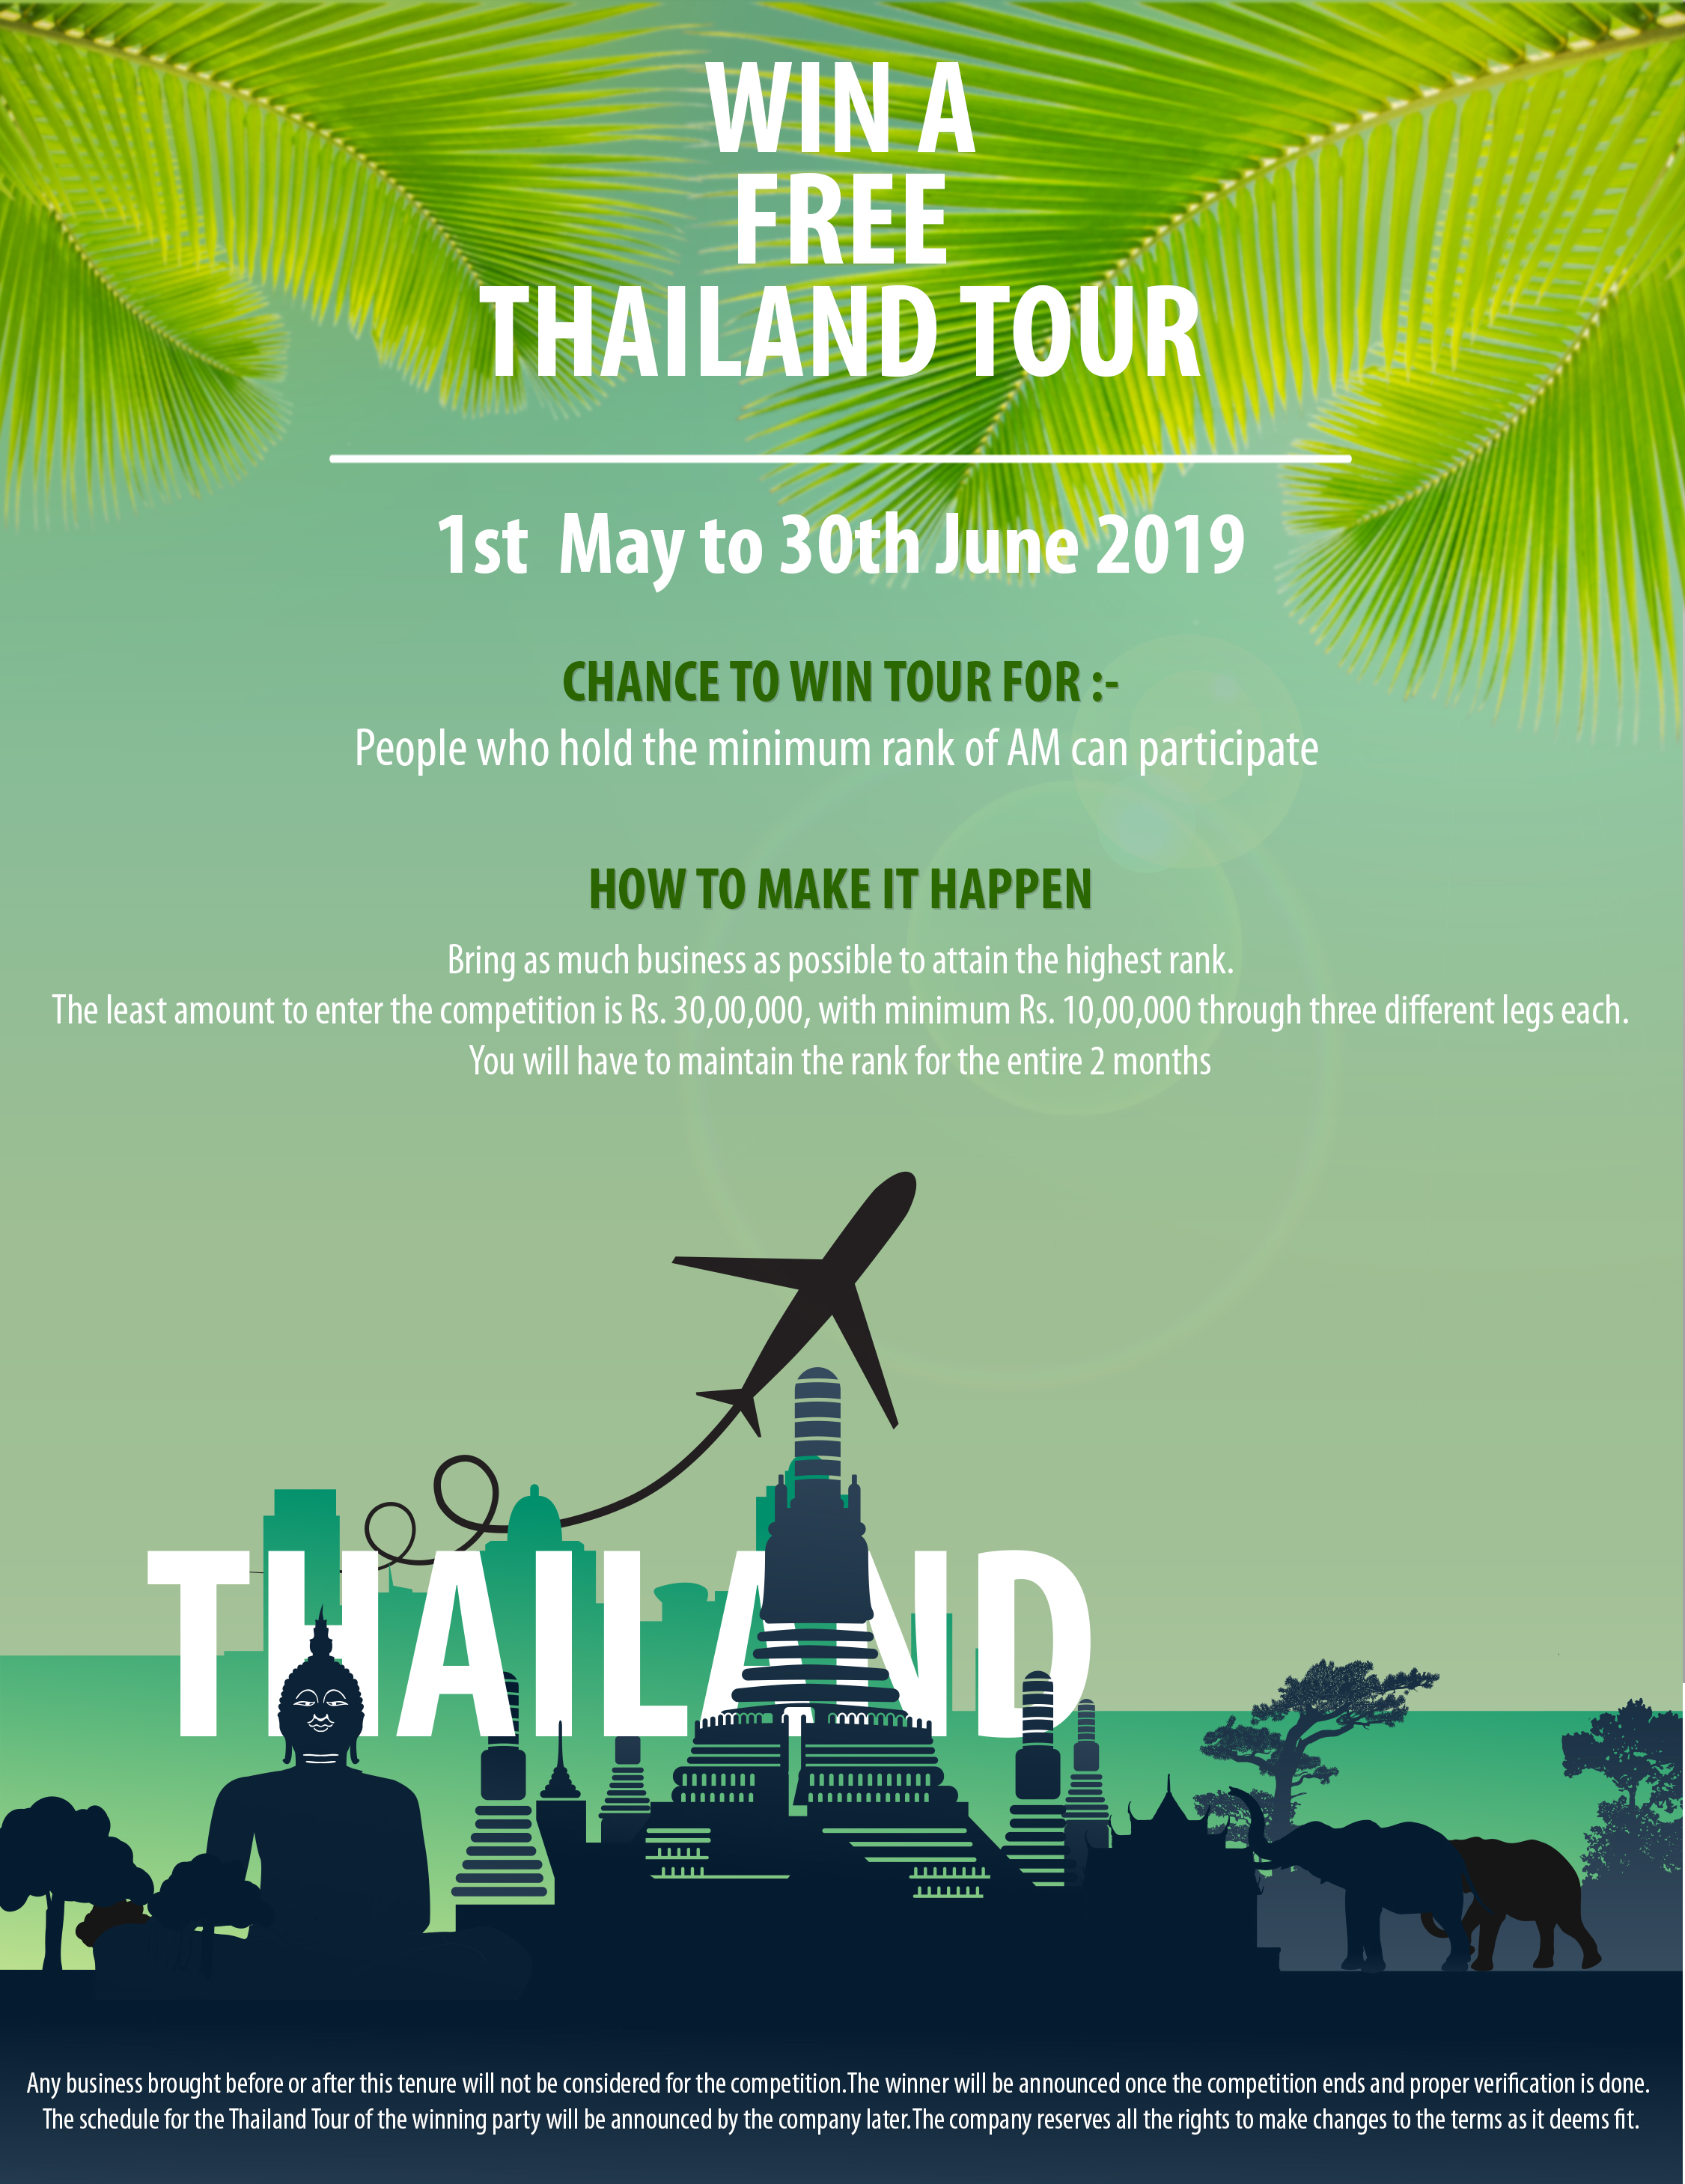 WIN A
FREE
THAILAND TOUR
1st May to 30th June 2019
CHANCE TO WIN TOUR FOR :-
People who hold the minimum rank of AM can participate
HOW TO MAKE IT HAPPEN
Bring as much business as possible to attain the highest rank.
The least amount to enter the competition is Rs. 30,00,000, with minimum Rs. 10,00,000 through three different legs each.
You will have to maintain the rank for the entire 2 months
THAILAND
Any business brought before or after this tenure will not be considered for the competition.The winner will be announced once the competition ends and proper verification is done.
The schedule for the Thailand Tour of the winning party will be announced by the company later.The company reserves all the rights to make changes to the terms as it deems fit.